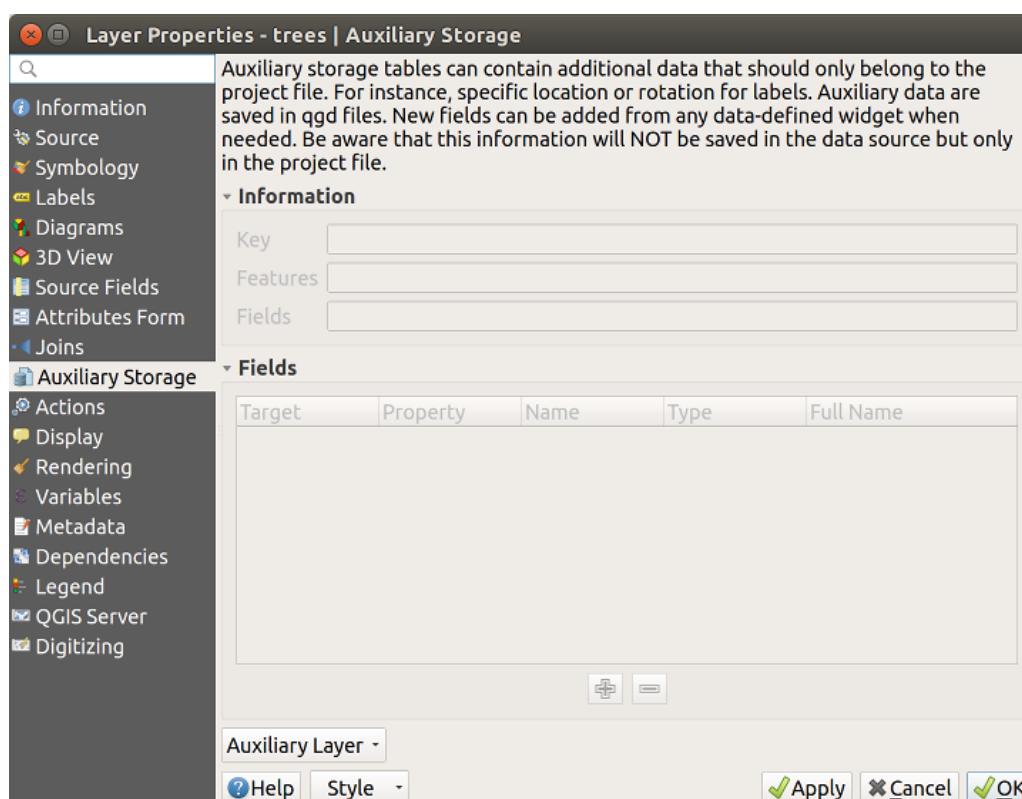 Layer Properties - trees | Auxiliary Storage
Information
Source
Symbology
Labels
Diagrams
3D View
Source Fields
Attributes Form
Joins
Auxiliary Storage
Actions
Display
Rendering
Variables
Metadata
Dependencies
Legend
QGIS Server
Digitizing
Auxiliary storage tables can contain additional data that should only belong to the
project file. For instance, specific location or rotation for labels. Auxiliary data are
saved in qgd files. New fields can be added from any data-defined widget when
needed. Be aware that this information will NOT be saved in the data source but only
in the project file.
Information
Key
Features
Fields
Fields
Target Property Name Type Full Name
Auxiliary Layer
Help Style Apply Cancel OK